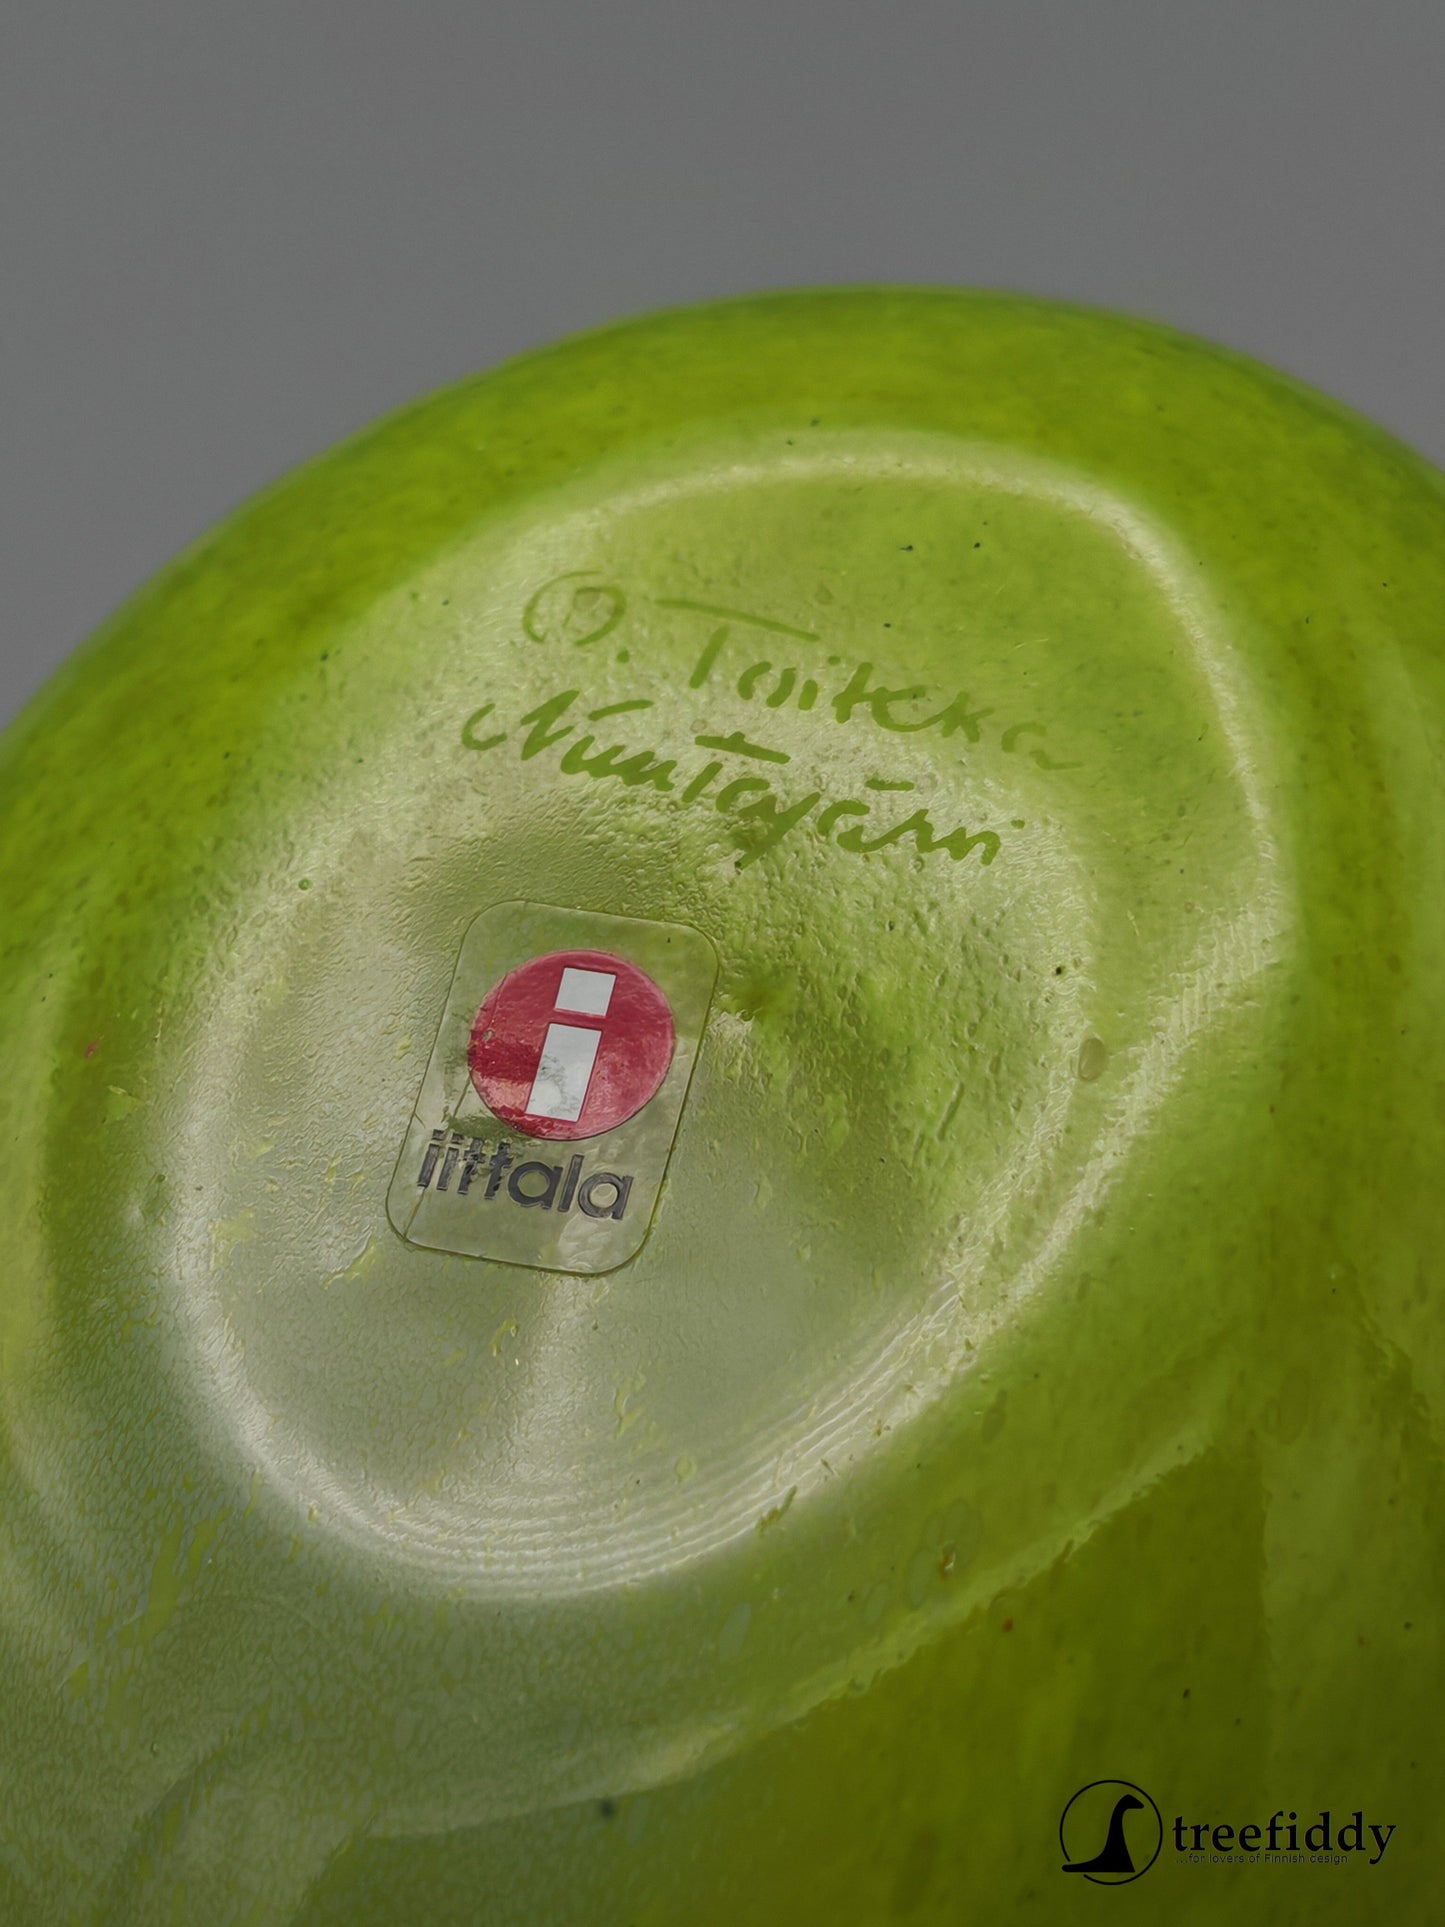 O. Toikka
Nuutajärvi
i
iittala
treefiddy
...for lovers of Finnish design